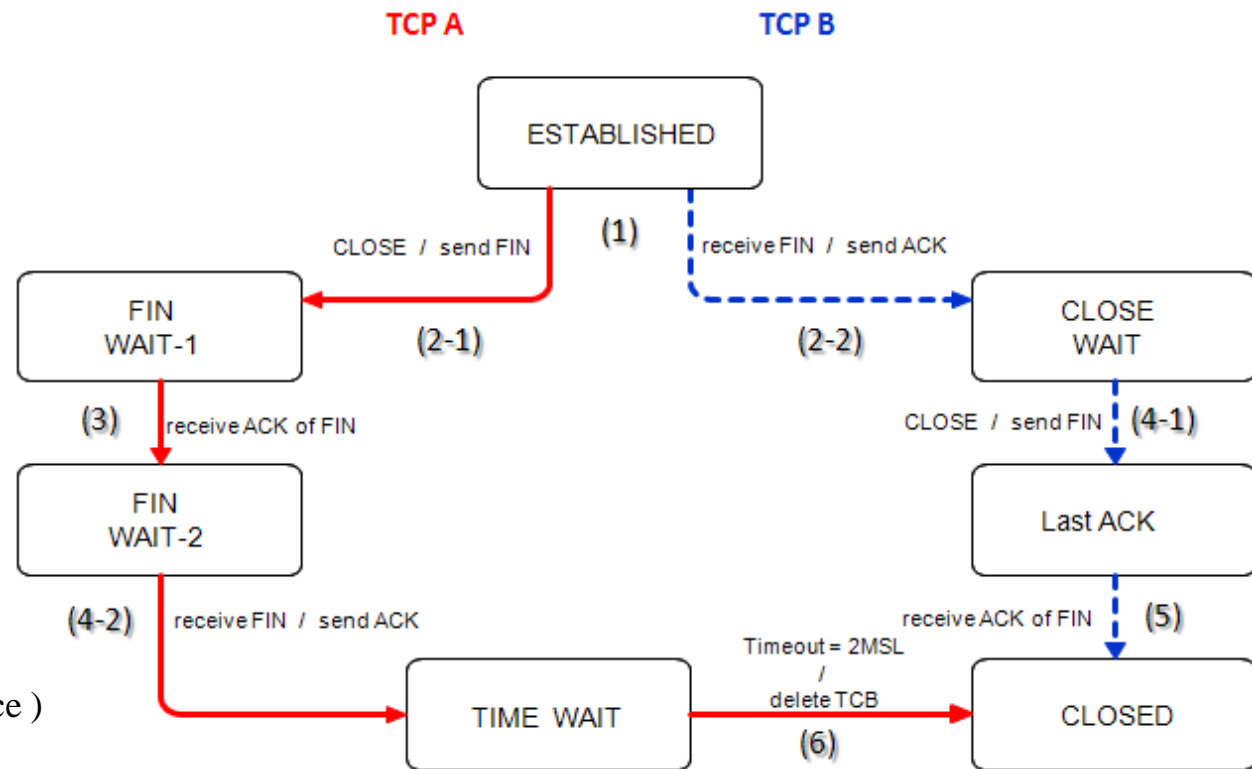 TCP A
TCP B
ESTABLISHED
(1)
CLOSE / send FIN
receive FIN / send ACK
FIN
WAIT-1
(2-1)
(2-2)
CLOSE
WAIT
(3)
receive ACK of FIN
CLOSE / send FIN
(4-1)
FIN
WAIT-2
Last ACK
(4-2)
receive FIN / send ACK
receive ACK of FIN
(5)
Timeout = 2MSL
/
delete TCB
ce )
TIME WAIT
(6)
CLOSED